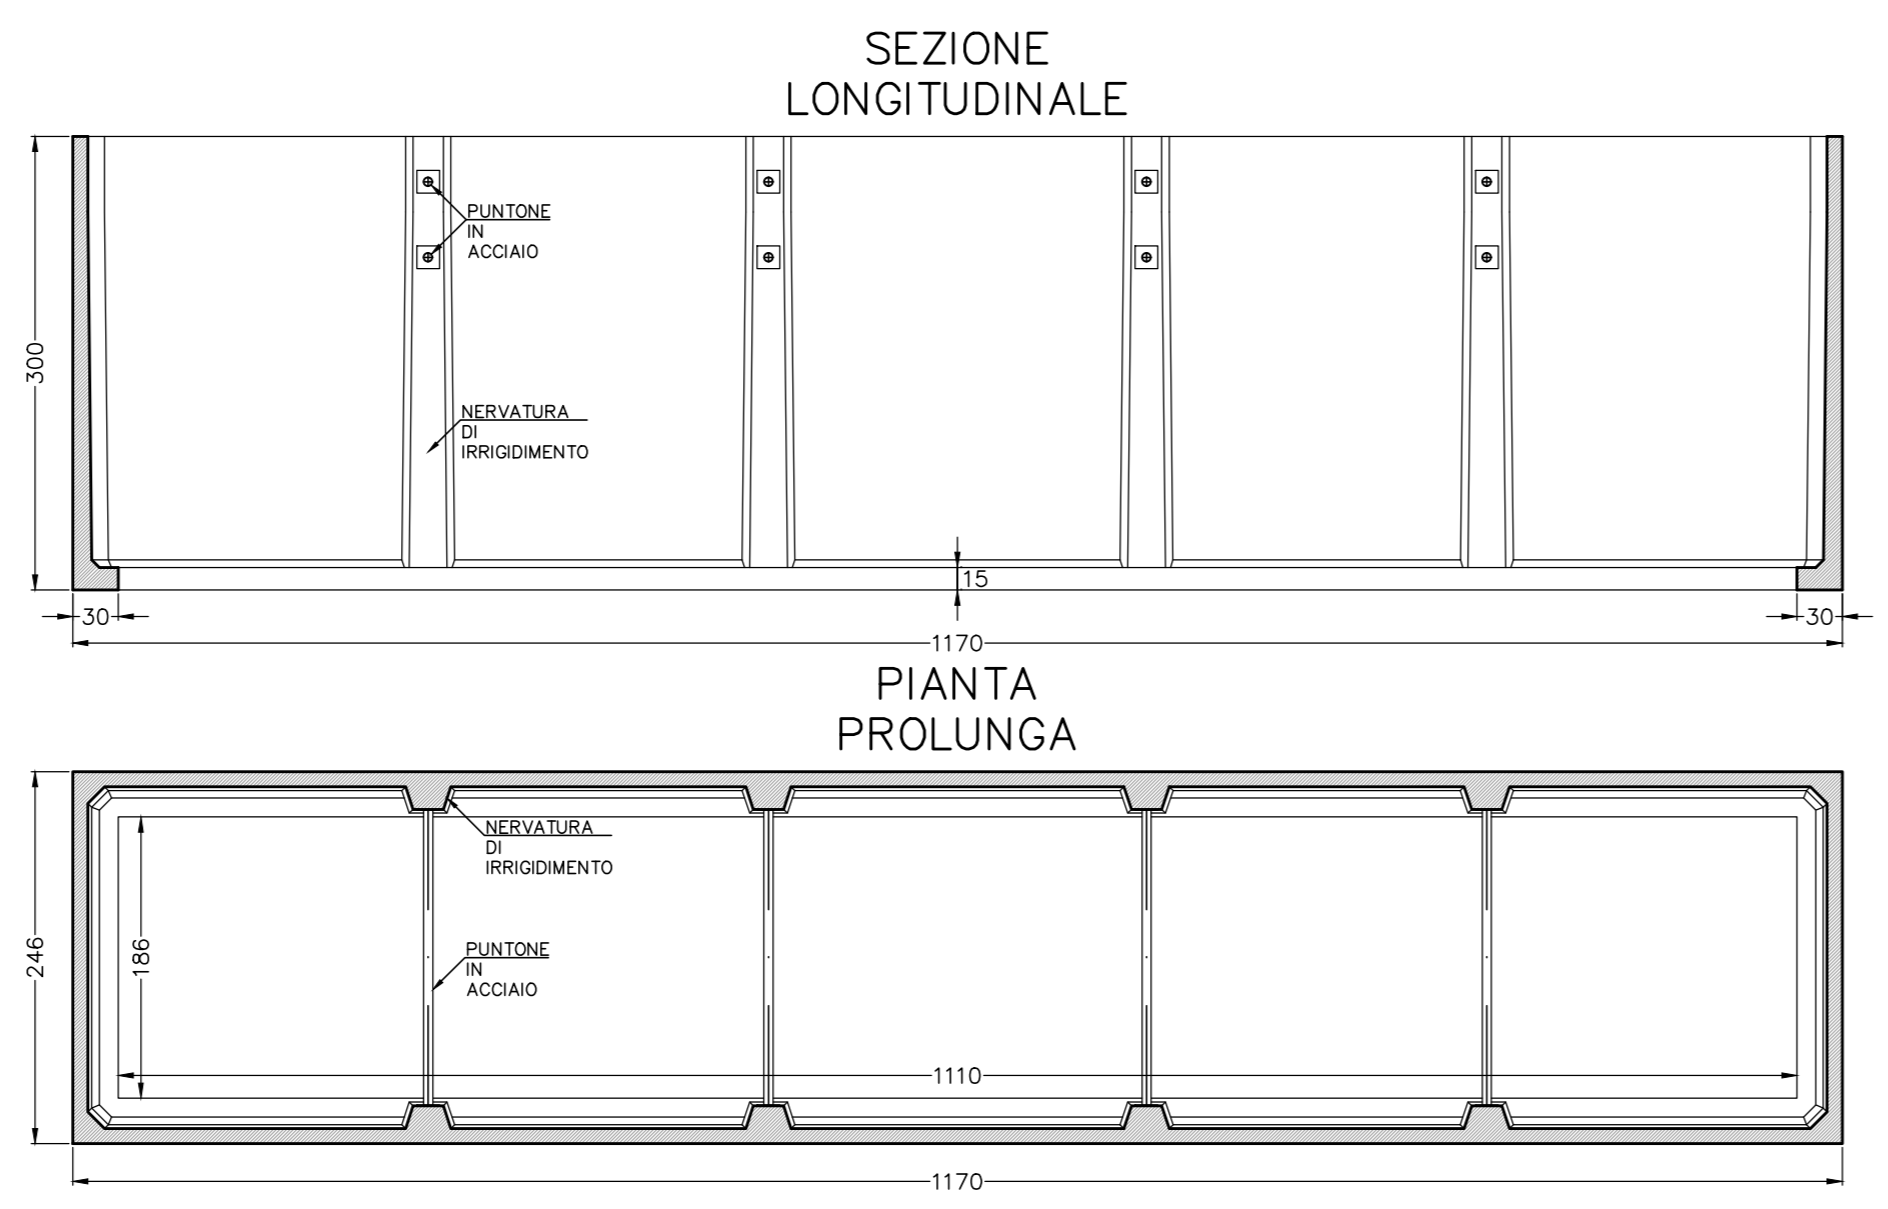 SEZIONE
LONGITUDINALE
PUNTONE
IN
ACCIAIO
300
NERVATURA
DI
IRRIGIDIMENTO
15
30
30
1170
PIANTA
PROLUNGA
NERVATURA
DI
IRRIGIDIMENTO
246
186
PUNTONE
IN
ACCIAIO
1110
1170